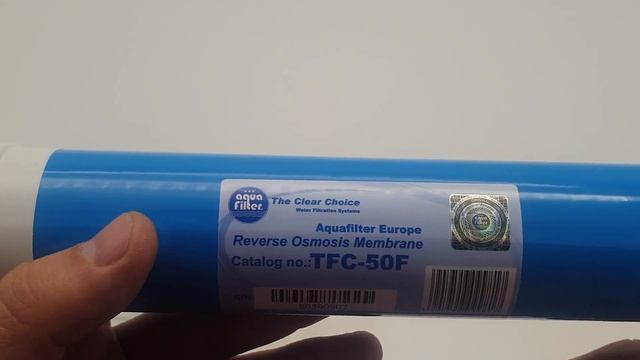 aqua
filter.
The Clear Choice
Water Filtration Systems
Aquafilter Europe
Reverse Osmosis Membrane
Catalog no.:TFC-50F